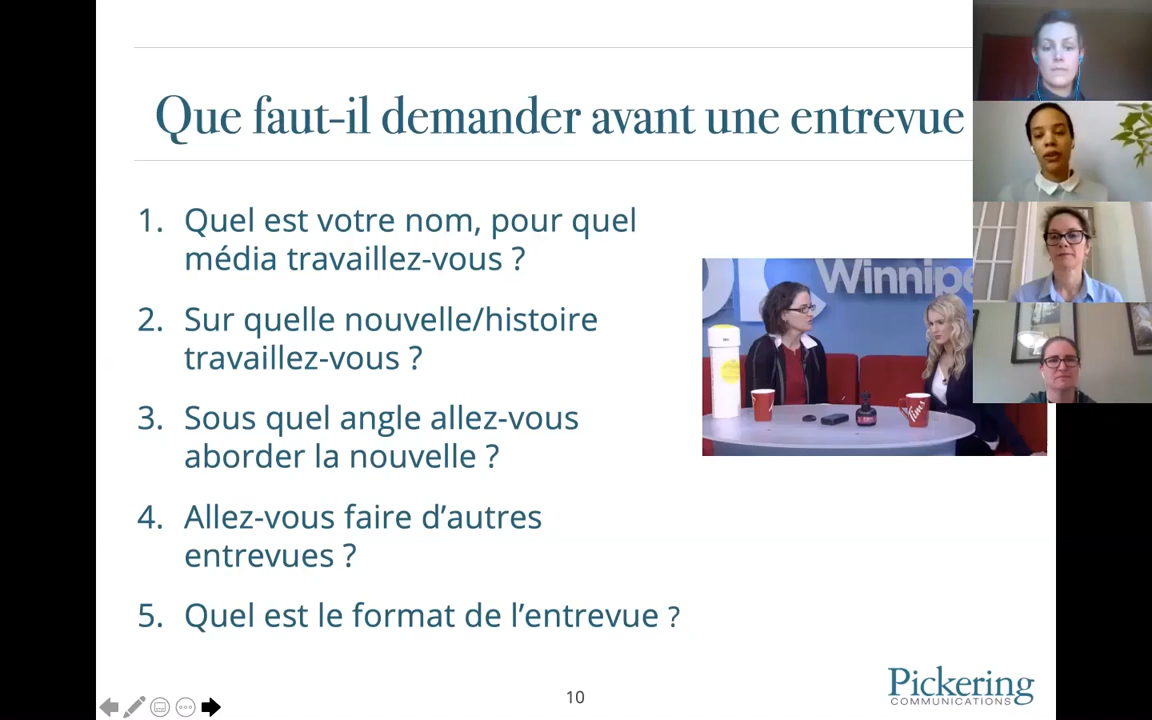 Que faut-il demander avant une entrevue
1. Quel est votre nom, pour quel
média travaillez-vous ?
Winnipe
2. Sur quelle nouvelle/histoire
travaillez-vous ?
3. Sous quel angle allez-vous
aborder la nouvelle ?
Tims
4. Allez-vous faire d’autres
entrevues ?
5. Quel est le format de l’entrevue ?
Pickering
COMMUNICATIONS
10